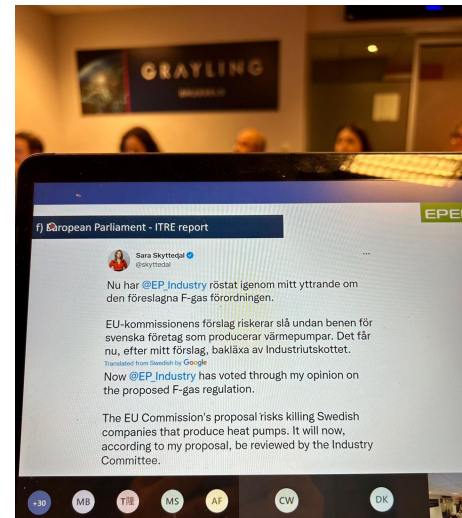 GRAYLING
BRUSSELS
f) European Parliament - ITRE report
EPEE
Sara Skyttedal
@skyttedal
Nu har @EP_Industry röstat igenom mitt yttrande om
den föreslagna F-gas förordningen.
EU-kommissionens förslag riskerar slå undan benen för
svenska företag som producerar värmepumpar. Det får
nu, efter mitt förslag, bakläxa av Industriutskottet.
Translated from Swedish by Google
Now @EP_Industry has voted through my opinion on
the proposed F-gas regulation.
The EU Commission's proposal risks killing Swedish
companies that produce heat pumps. It will now,
according to my proposal, be reviewed by the Industry
Committee.
+30
MB
T隆
MS
AF
CW
DK